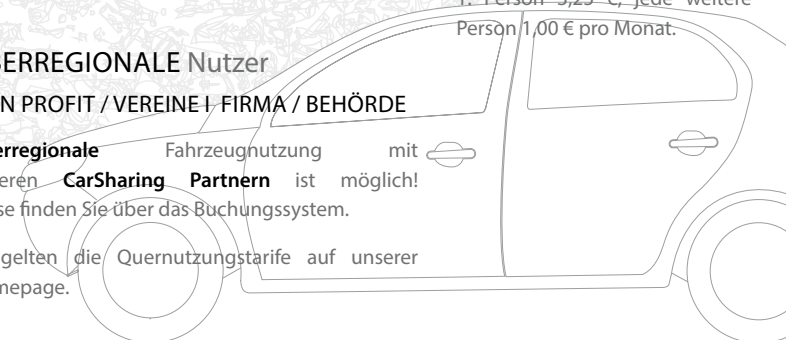 1. Person 3,25 €, jede weitere
Person 1,00 € pro Monat.
BERREGIONALE Nutzer
N PROFIT / VEREINE I FIRMA / BEHÖRDE
erregionale Fahrzeugnutzung mit
eren CarSharing Partnern ist möglich!
se finden Sie über das Buchungssystem.
gelten die Quernutzungstarife auf unserer
mepage.